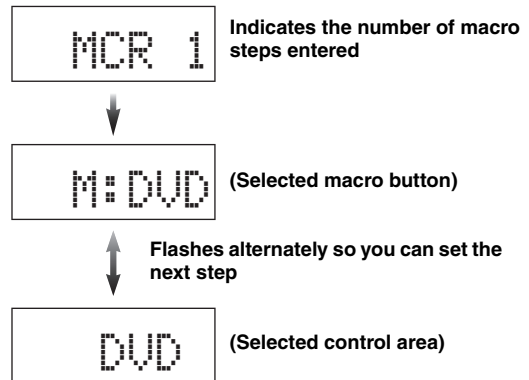 MCR 1
Indicates the number of macro
steps entered
M:DVD
(Selected macro button)
Flashes alternately so you can set the
next step
DVD
(Selected control area)